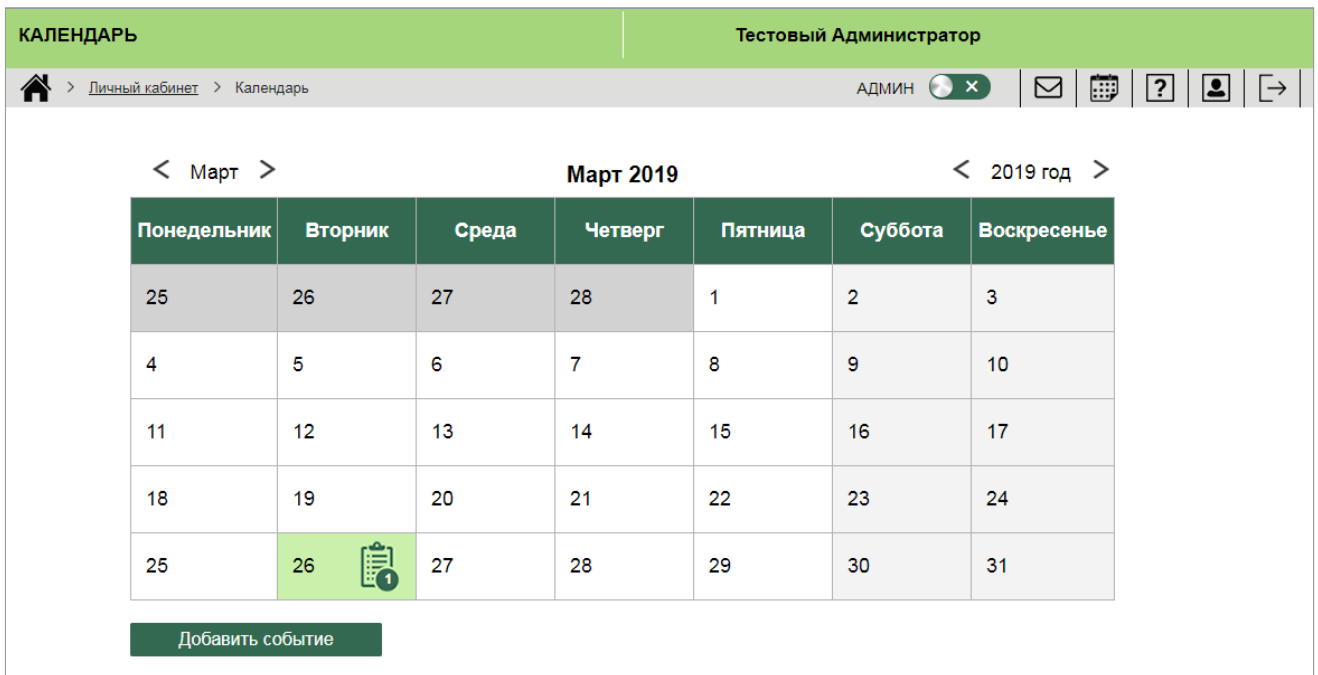 КАЛЕНДАРЬ Тестовый Администратор
> Личный кабинет > Календарь АДМИН ?
< Март > Март 2019 < 2019 год >
Понедельник Вторник Среда Четверг Пятница Суббота Воскресенье
25 26 27 28 1 2 3
4 5 6 7 8 9 10
11 12 13 14 15 16 17
18 19 20 21 22 23 24
25 26 1 27 28 29 30 31
Добавить событие